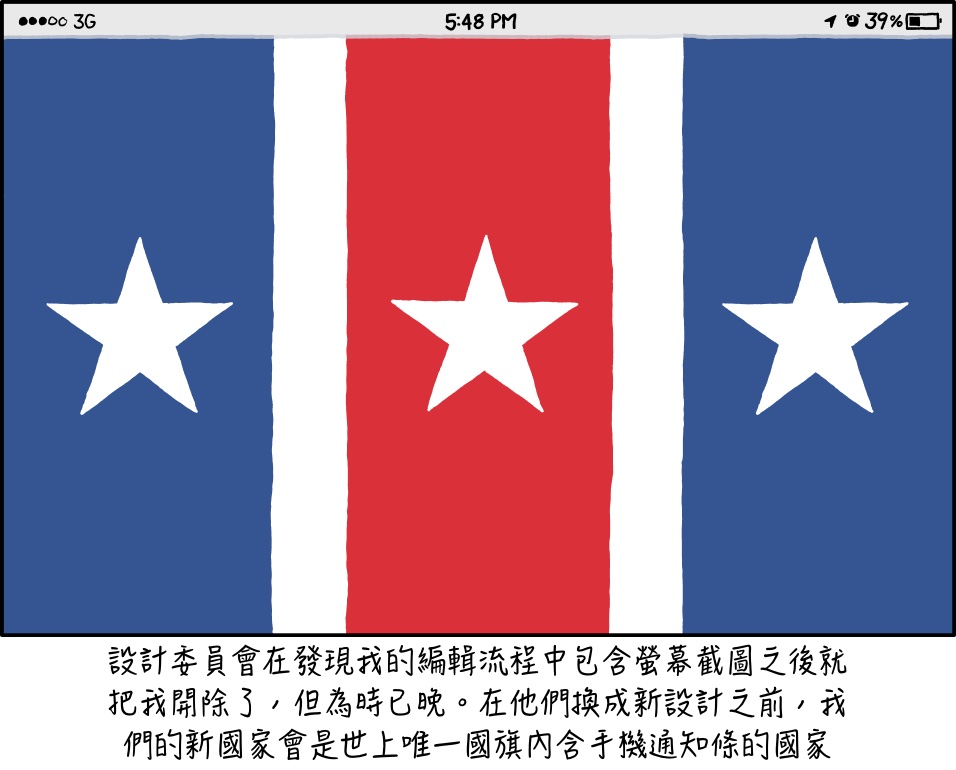 ●●●○○ 3G 5:48 PM 39%
設計委員會在發現我的編輯流程中包含螢幕截圖之後就
把我開除了，但為時已晚。在他們換成新設計之前，我
們的新國家會是世上唯一國旗內含手機通知條的國家